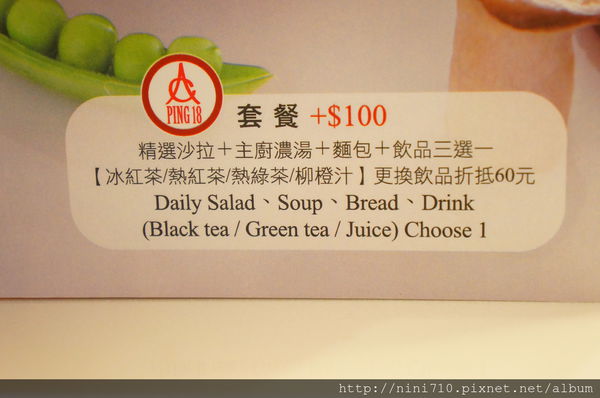 PING 18
套餐 +$100
精選沙拉＋主廚濃湯＋麵包＋飲品三選一
【冰紅茶/熱紅茶/熱綠茶/柳橙汁】更換飲品折抵60元
Daily Salad、Soup、Bread、Drink
(Black tea / Green tea / Juice) Choose 1
http://nini710.pixnet.net/album